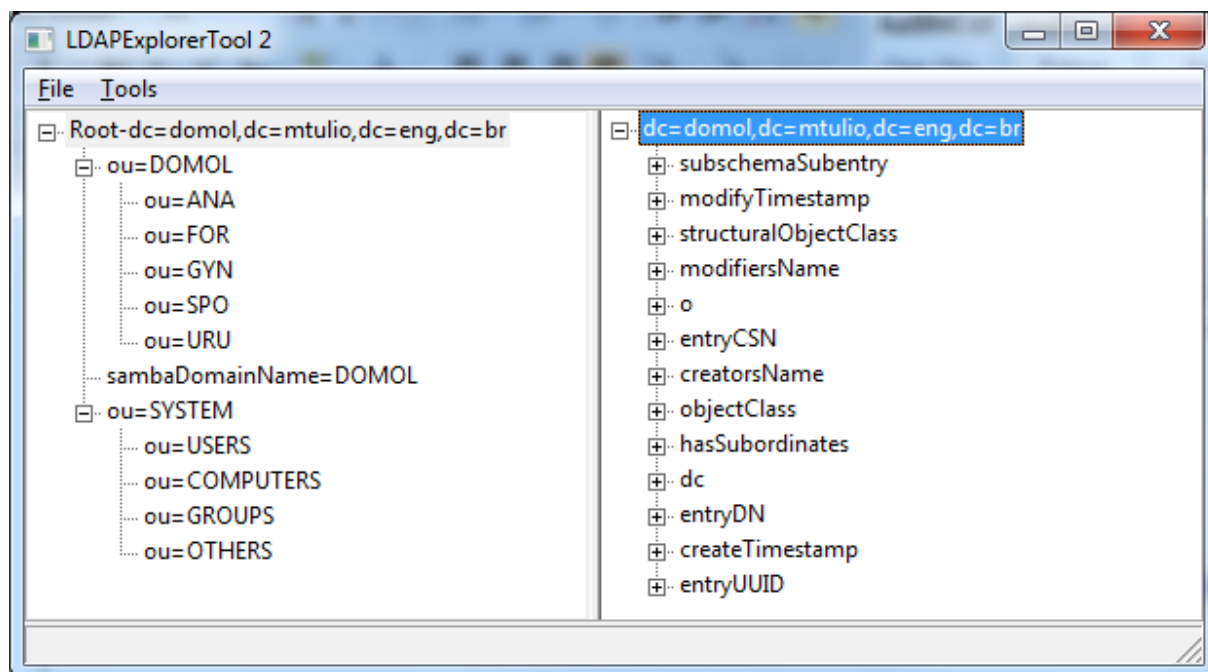 LDAPExplorerTool 2
File Tools
Root-dc=domol,dc=mtulio,dc=eng,dc=br
ou=DOMOL
ou=ANA
ou=FOR
ou=GYN
ou=SPO
ou=URU
sambaDomainName=DOMOL
ou=SYSTEM
ou=USERS
ou=COMPUTERS
ou=GROUPS
ou=OTHERS
dc=domol,dc=mtulio,dc=eng,dc=br
subschemaSubentry
modifyTimestamp
structuralObjectClass
modifiersName
o
entryCSN
creatorsName
objectClass
hasSubordinates
dc
entryDN
createTimestamp
entryUUID